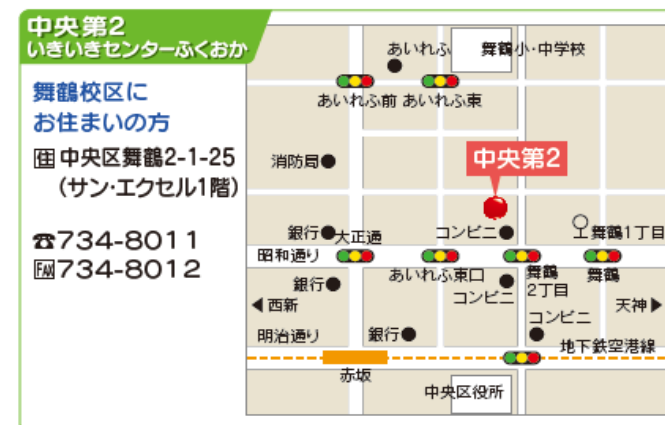 中央第2
いきいきセンターふくおか
舞鶴校区に
お住まいの方
住 中央区舞鶴2-1-25
（サン・エクセル1階）
☎734-8011
FAX734-8012
あいれふ
舞鶴小・中学校
あいれふ前
あいれふ東
消防局
中央第2
銀行
大正通
コンビニ
舞鶴1丁目
昭和通り
あいれふ東口
銀行
コンビニ
舞鶴
2丁目
舞鶴
◀西新
天神▶
コンビニ
明治通り
銀行
地下鉄空港線
赤坂
中央区役所